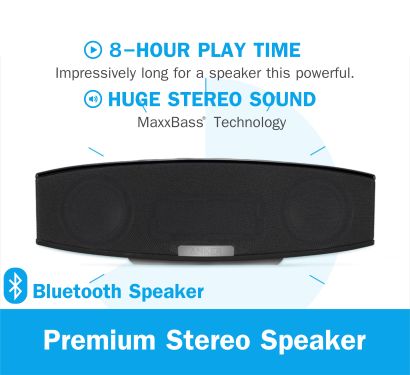 8–HOUR PLAY TIME
Impressively long for a speaker this powerful.
HUGE STEREO SOUND
MaxxBass® Technology
Bluetooth Speaker
Premium Stereo Speaker